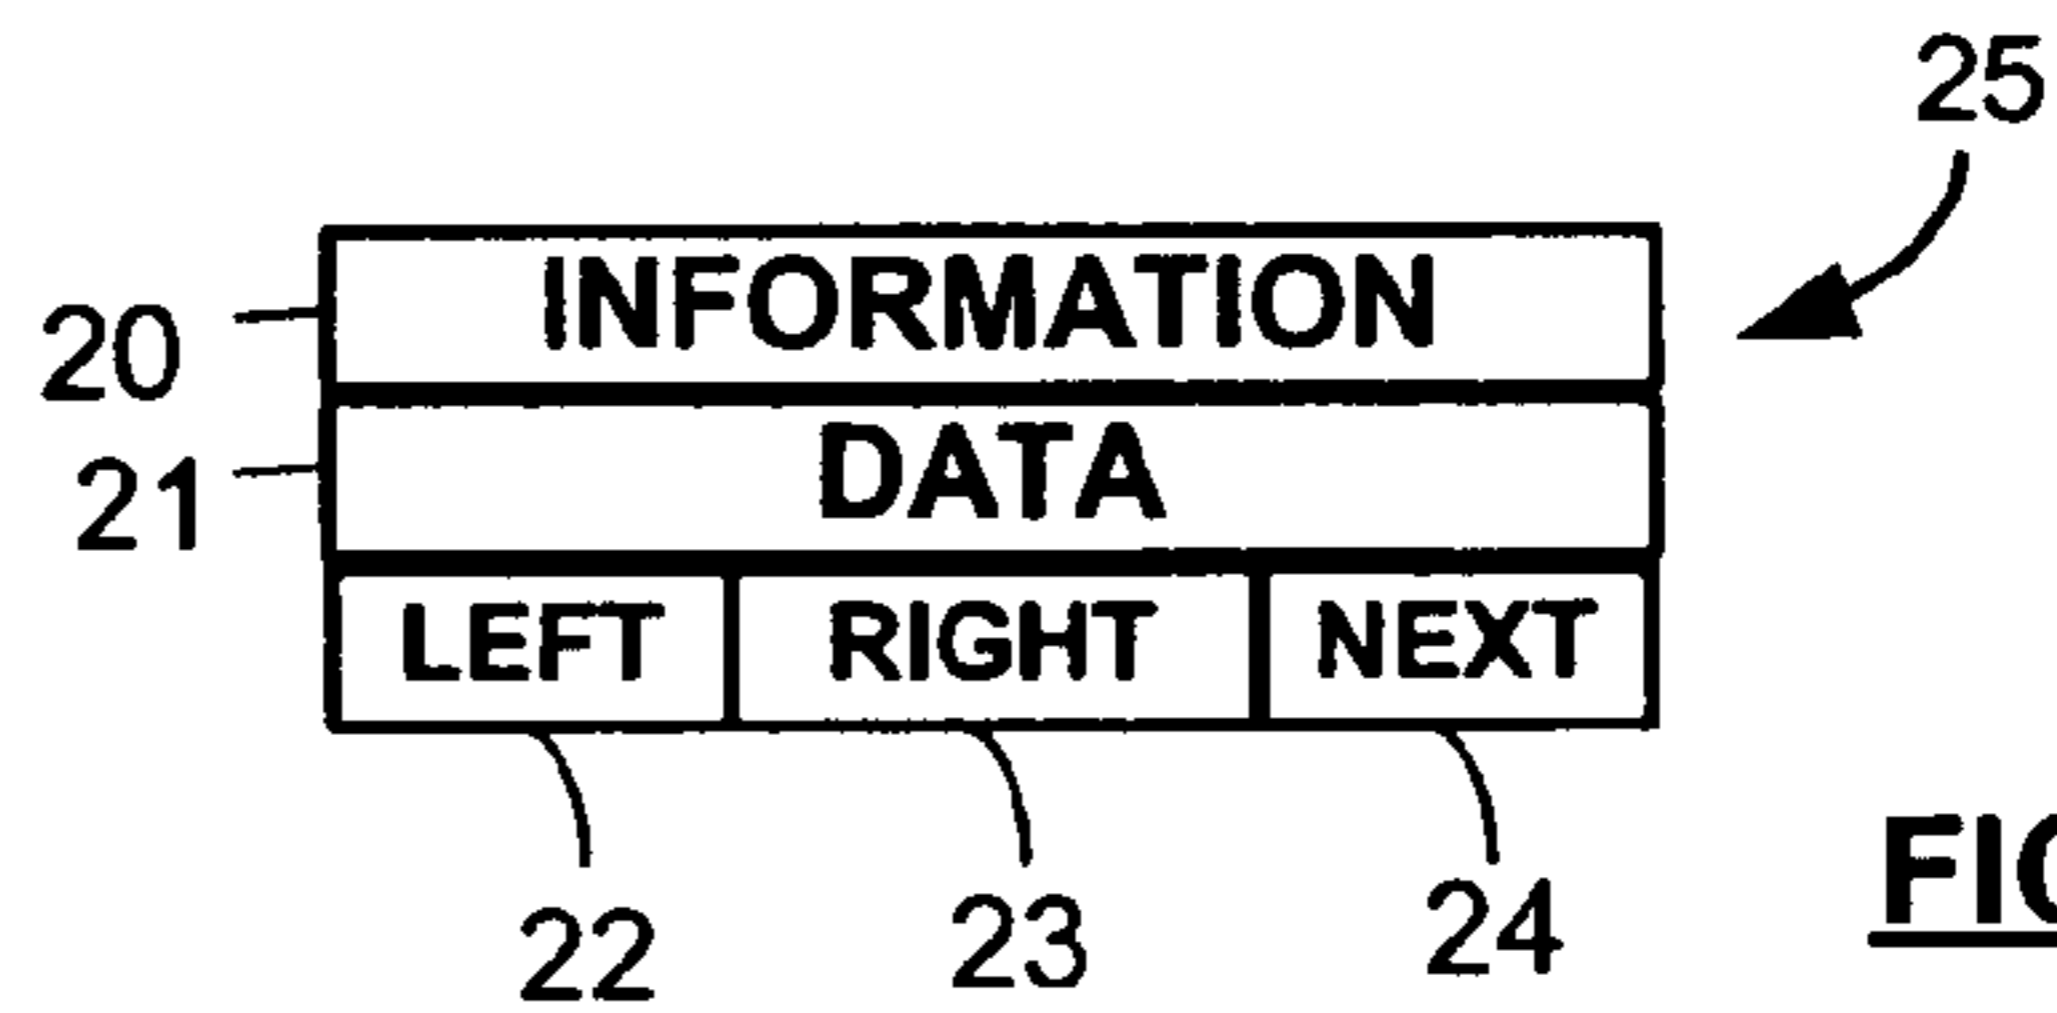 25
20 INFORMATION
21 DATA
LEFT RIGHT NEXT
22 23 24